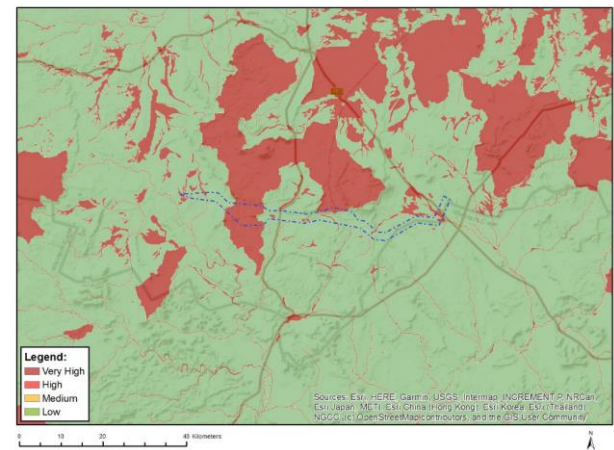 Legend:
Very High
High
Medium
Low
Sources: Esri, HERE, Garmin, USGS, Intermap, INCREMENT P, NRCan,
Esri Japan, METI, Esri China (Hong Kong), Esri Korea, Esri (Thailand),
NGCC, (c) OpenStreetMap contributors, and the GIS User Community
0 10 20 40 Kilometers
N